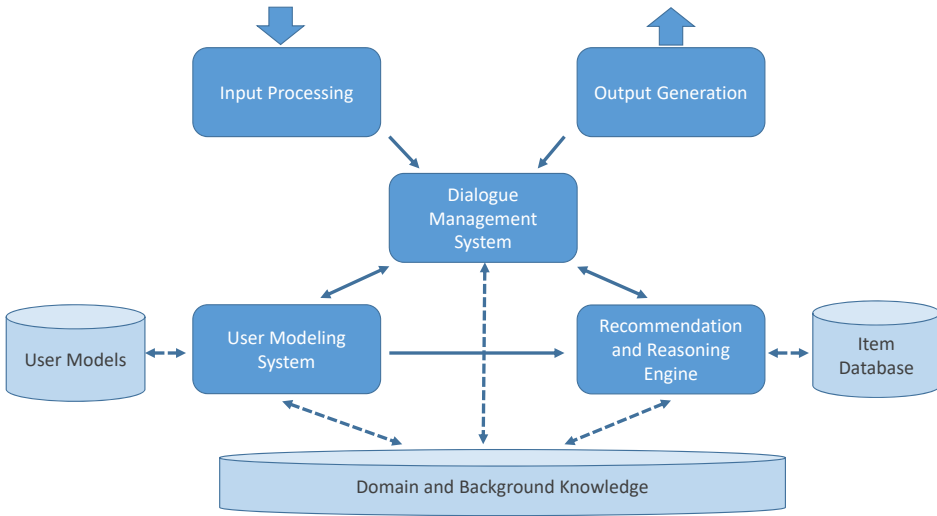 Input Processing
Output Generation
Dialogue
Management
System
User Models
User Modeling
System
Recommendation
and Reasoning
Engine
Item
Database
Domain and Background Knowledge